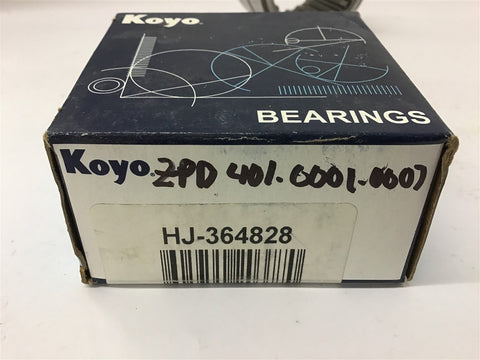 Koyo
BEARINGS
Koyo ZPD 401.0001.0007
HJ-364828